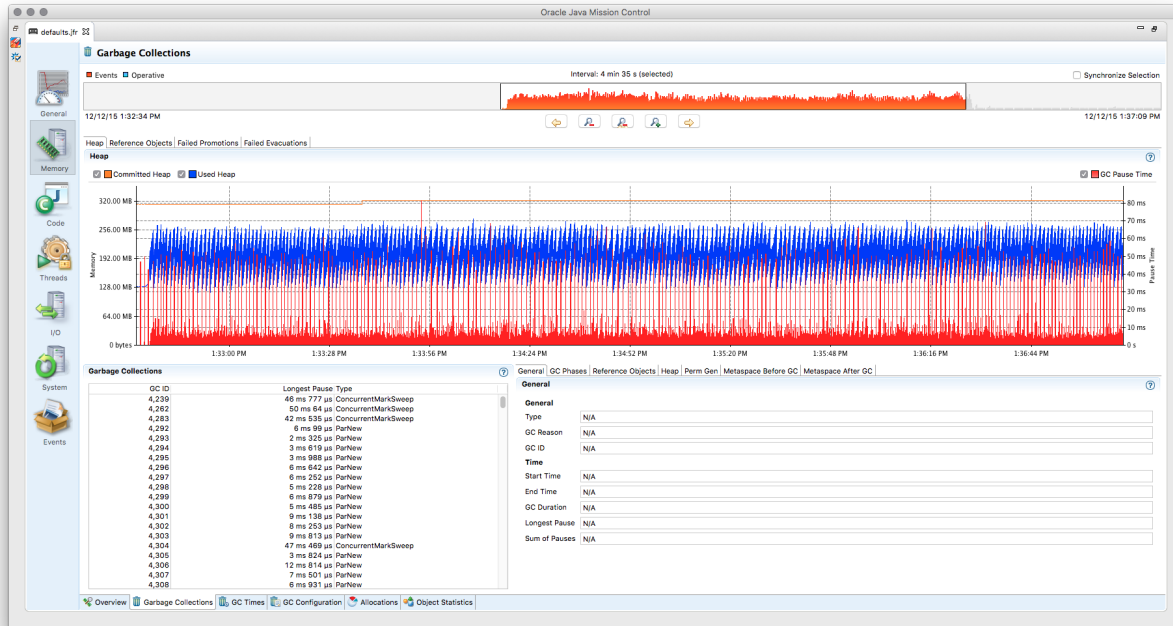 Oracle Java Mission Control
defaults.jfr
Garbage Collections
Events Operative Interval: 4 min 35 s (selected) Synchronize Selection
12/12/15 1:32:34 PM 12/12/15 1:37:09 PM
General
Memory
Code
Threads
I/O
System
Events
Heap Reference Objects Failed Promotions Failed Evacuations
Heap
Committed Heap Used Heap GC Pause Time
320.00 MB
256.00 MB
192.00 MB
128.00 MB
64.00 MB
0 bytes
Memory
80 ms
70 ms
60 ms
50 ms
40 ms
30 ms
20 ms
10 ms
0 s
Pause Time
1:33:00 PM 1:33:28 PM 1:33:56 PM 1:34:24 PM 1:34:52 PM 1:35:20 PM 1:35:48 PM 1:36:16 PM 1:36:44 PM
Garbage Collections
GC ID Longest Pause Type
4,239 46 ms 777 µs ConcurrentMarkSweep
4,262 50 ms 64 µs ConcurrentMarkSweep
4,283 42 ms 535 µs ConcurrentMarkSweep
4,292 6 ms 99 µs ParNew
4,293 2 ms 325 µs ParNew
4,294 3 ms 619 µs ParNew
4,295 3 ms 988 µs ParNew
4,296 6 ms 642 µs ParNew
4,297 6 ms 252 µs ParNew
4,298 5 ms 228 µs ParNew
4,299 6 ms 879 µs ParNew
4,300 5 ms 485 µs ParNew
4,301 9 ms 138 µs ParNew
4,302 8 ms 253 µs ParNew
4,303 9 ms 813 µs ParNew
4,304 47 ms 469 µs ConcurrentMarkSweep
4,305 3 ms 824 µs ParNew
4,306 12 ms 814 µs ParNew
4,307 7 ms 501 µs ParNew
4,308 6 ms 931 µs ParNew
General GC Phases Reference Objects Heap Perm Gen Metaspace Before GC Metaspace After GC
General
General
Type N/A
GC Reason N/A
GC ID N/A
Time
Start Time N/A
End Time N/A
GC Duration N/A
Longest Pause N/A
Sum of Pauses N/A
Overview Garbage Collections GC Times GC Configuration Allocations Object Statistics